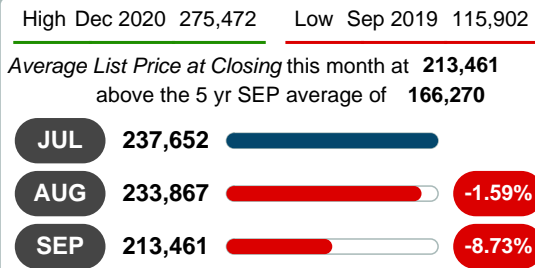 High Dec 2020 275,472 Low Sep 2019 115,902
Average List Price at Closing this month at 213,461
above the 5 yr SEP average of 166,270
JUL 237,652
AUG 233,867 -1.59%
SEP 213,461 -8.73%